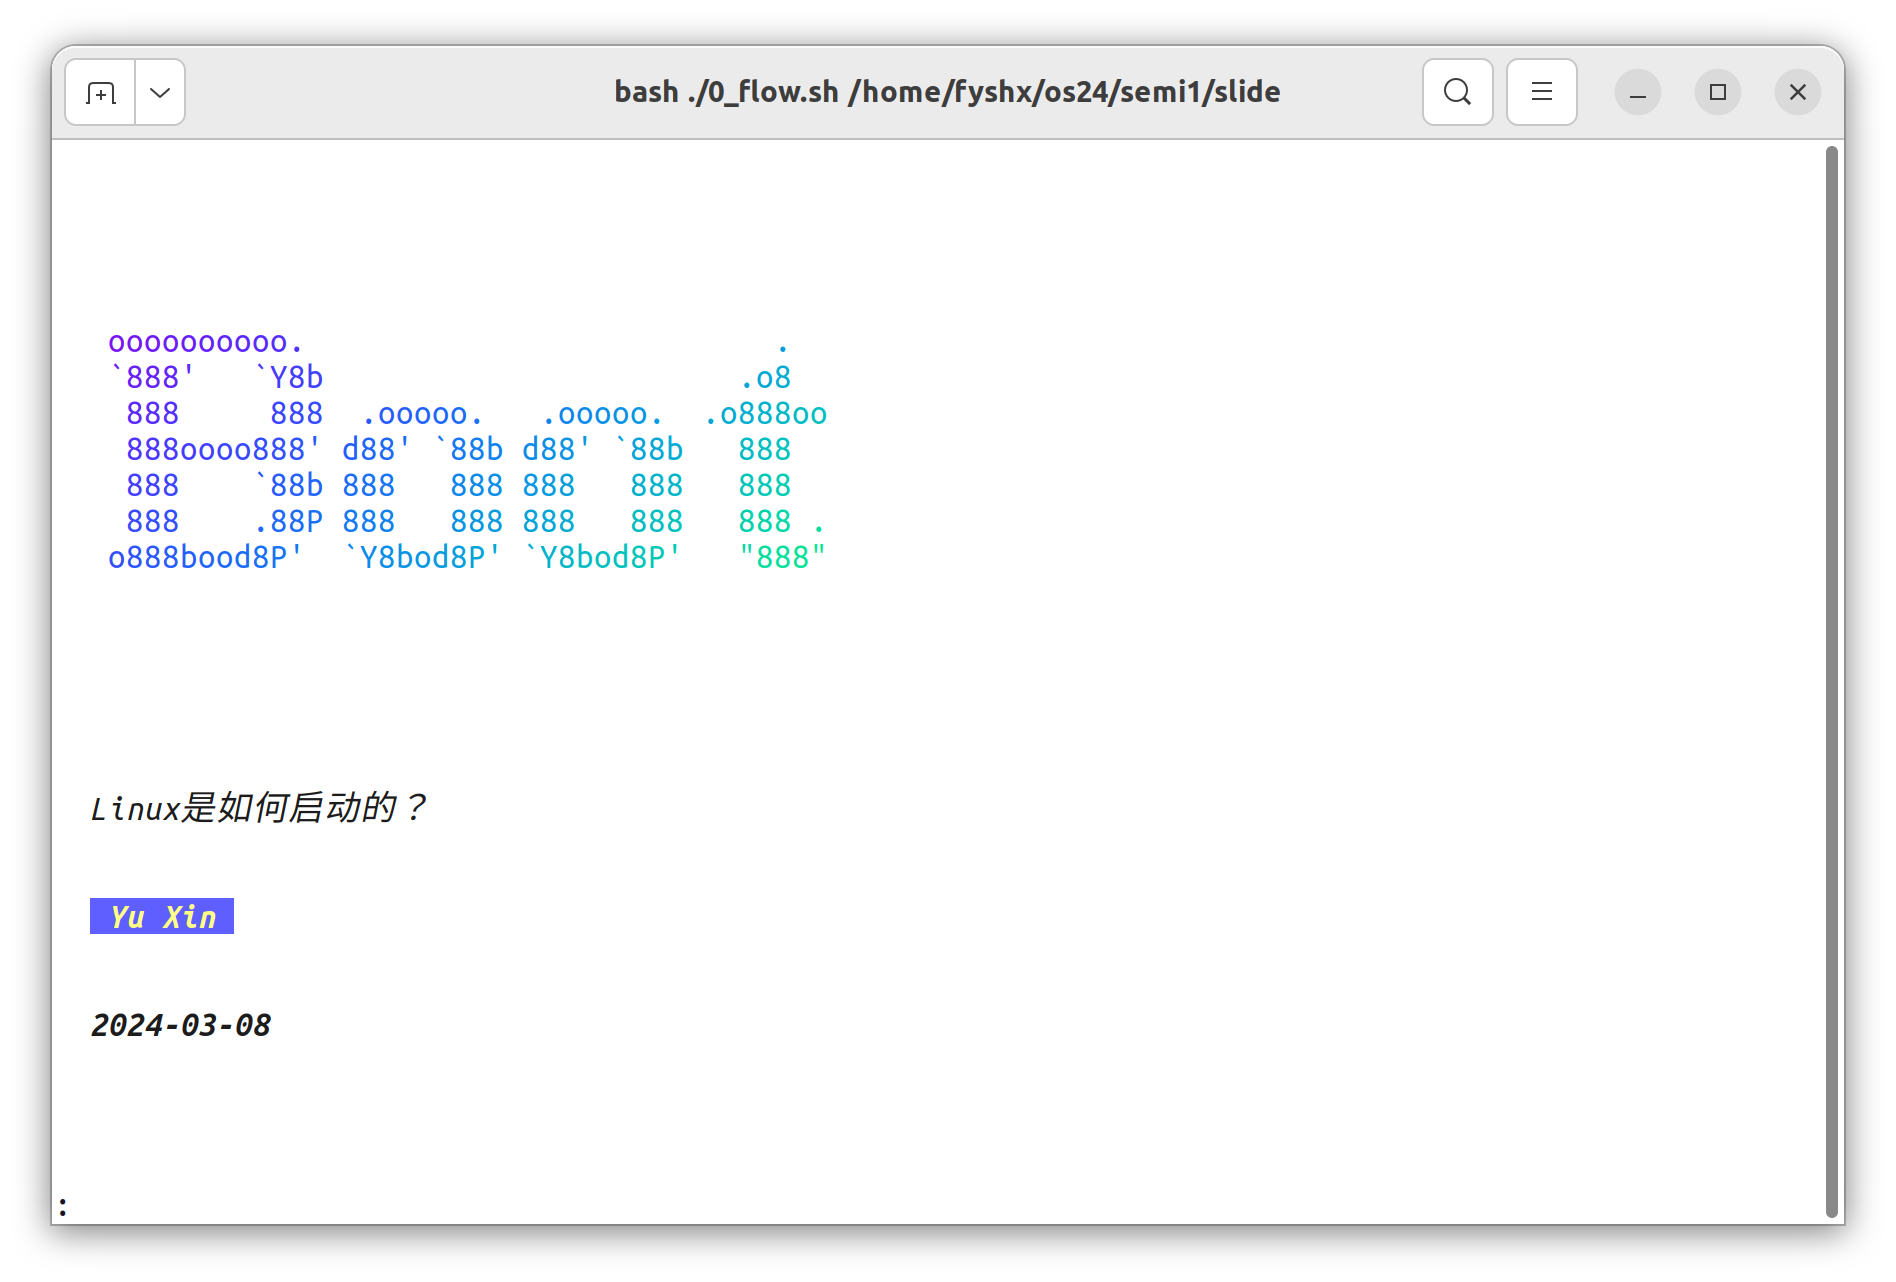 bash ./0_flow.sh /home/fyshx/os24/semi1/slide
 oooooooooo.                          .
 `888'   `Y8b                       .o8
  888     888  .ooooo.   .ooooo.  .o888oo
  888oooo888' d88' `88b d88' `88b   888
  888    `88b 888   888 888   888   888
  888    .88P 888   888 888   888   888 .
 o888bood8P'  `Y8bod8P' `Y8bod8P'   "888"
Linux是如何启动的？
Yu Xin
2024-03-08
: